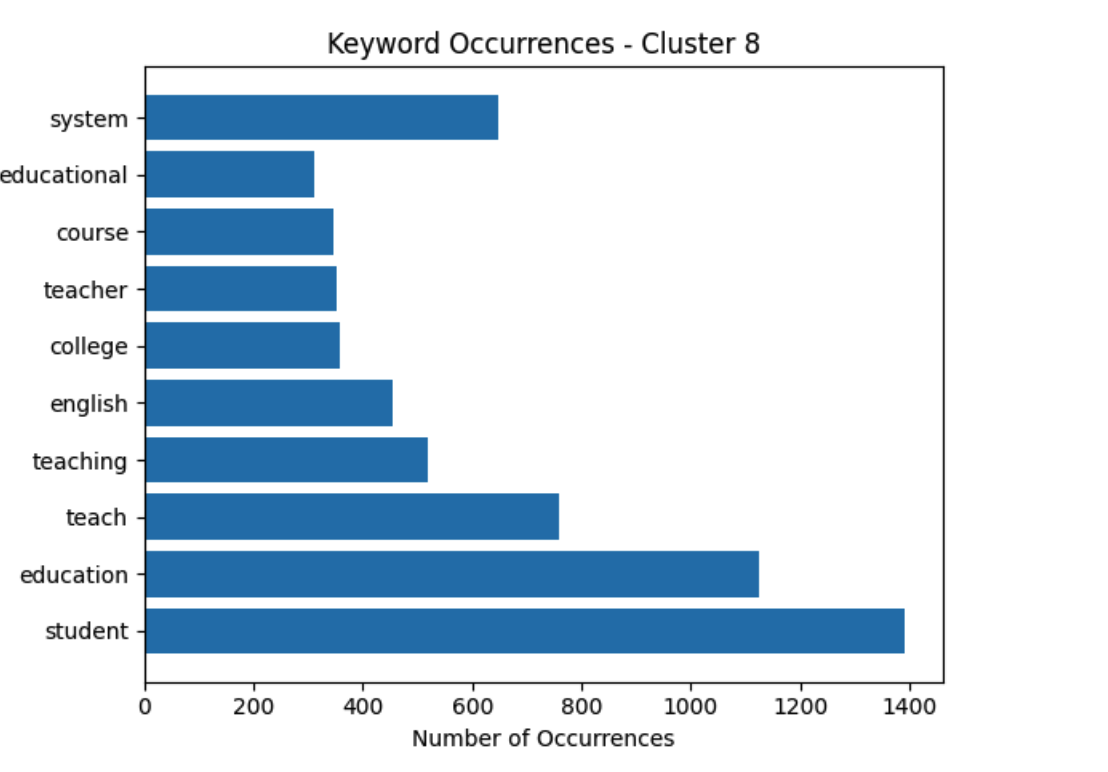 Keyword Occurrences - Cluster 8
system
educational
course
teacher
college
english
teaching
teach
education
student
0 200 400 600 800 1000 1200 1400
Number of Occurrences